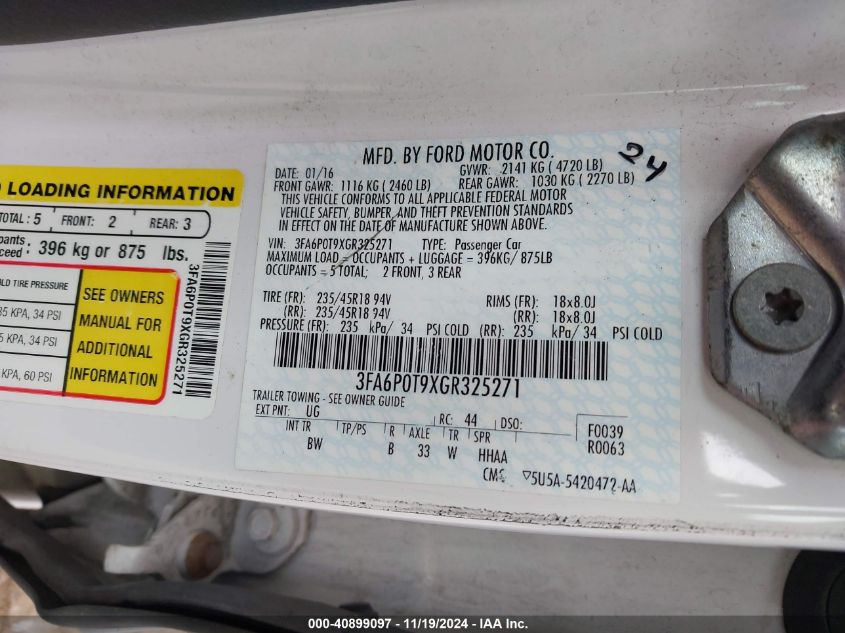 LOADING INFORMATION
TOTAL : 5 FRONT: 2 REAR: 3
396 kg or 875 lbs.
TIRE PRESSURE
KPA, 34 PSI
KPA, 34 PSI
KPA, 60 PSI
SEE OWNERS
MANUAL FOR
ADDITIONAL
INFORMATION
3FA6P0T9XGR325271
MFD. BY FORD MOTOR CO.
24
DATE: 01/16 GVWR: 2141 KG ( 4720 LB)
FRONT GAWR: 1116 KG ( 2460 LB) REAR GAWR: 1030 KG ( 2270 LB)
THIS VEHICLE CONFORMS TO ALL APPLICABLE FEDERAL MOTOR
VEHICLE SAFETY, BUMPER, AND THEFT PREVENTION STANDARDS
IN EFFECT ON THE DATE OF MANUFACTURE SHOWN ABOVE.
VIN: 3FA6P0T9XGR325271 TYPE: Passenger Car
MAXIMUM LOAD = OCCUPANTS + LUGGAGE = 396KG/ 875LB
OCCUPANTS = 5 TOTAL; 2 FRONT, 3 REAR
TIRE (FR): 235/45R18 94V RIMS (FR): 18x8.0J
(RR): 235/45R18 94V (RR): 18x8.0J
PRESSURE (FR): 235 kPa/ 34 PSI COLD (RR): 235 kPa/ 34 PSI COLD
3FA6P0T9XGR325271
TRAILER TOWING - SEE OWNER GUIDE
EXT PNT: UG RC: 44 DSO: F0039
INT TR TP/PS R AXLE TR SPR R0063
BW B 33 W HHAA
▽5U5A-5420472-AA
000-40899097 - 11/19/2024 - IAA Inc.